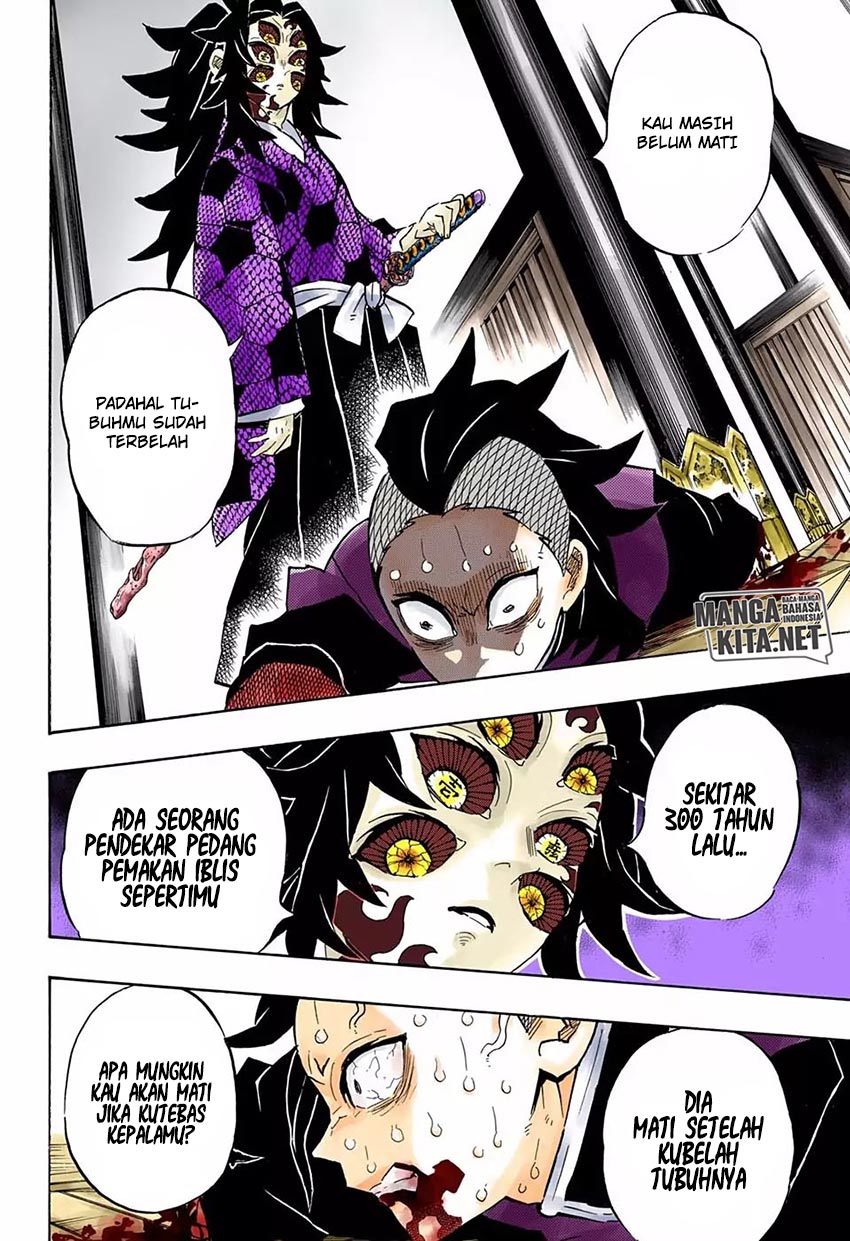 KAU MASIH
BELUM MATI
PADAHAL TU-
BUHMU SUDAH
TERBELAH
MANGA
KITA.NET
BACA MANGA
BAHASA
INDONESIA
SEKITAR
300 TAHUN
LALU...
ADA SEORANG
PENDEKAR PEDANG
PEMAKAN IBLIS
SEPERTIMU
DIA
MATI SETELAH
KUBELAH
TUBUHNYA
APA MUNGKIN
KAU AKAN MATI
JIKA KUTEBAS
KEPALAMU?